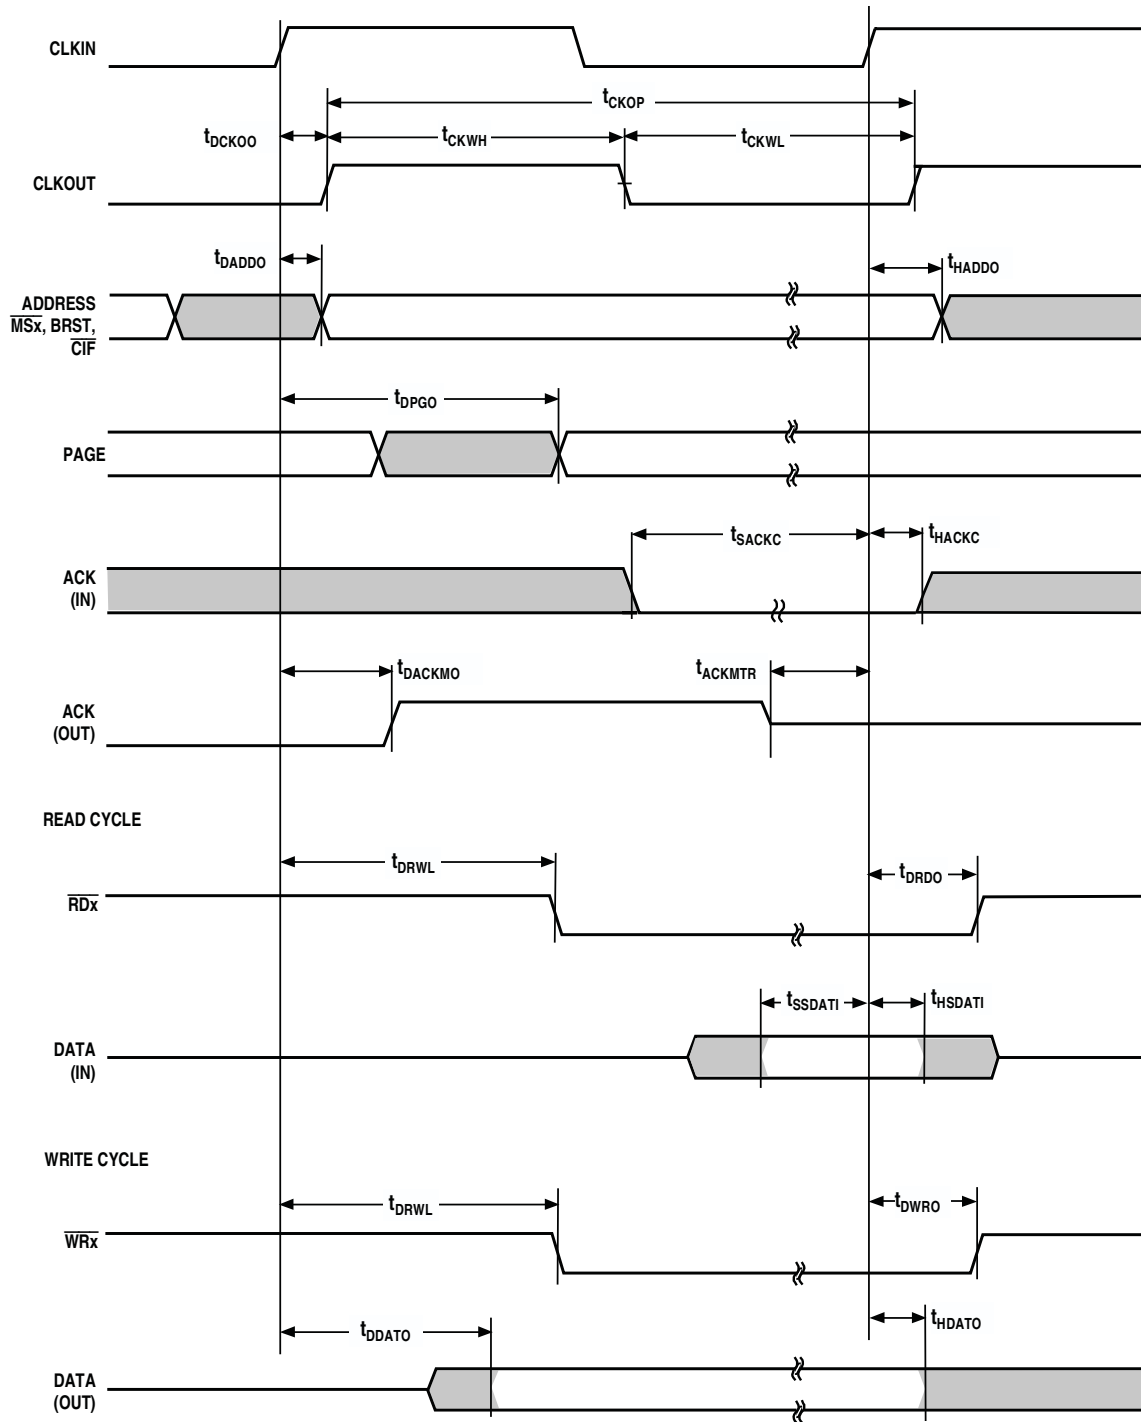 CLKIN
tCKOP
tDCKOO
tCKWH
tCKWL
CLKOUT
tDADDO
tHADDO
ADDRESS
MSx, BRST,
CIF
tDPGO
PAGE
tSACKC
tHACKC
ACK
(IN)
tDACKMO
tACKMTR
ACK
(OUT)
READ CYCLE
tDRWL
tDRDO
RDx
tSSDATI
tHSDATI
DATA
(IN)
WRITE CYCLE
tDRWL
tDWRO
WRx
tDDATO
tHDATO
DATA
(OUT)